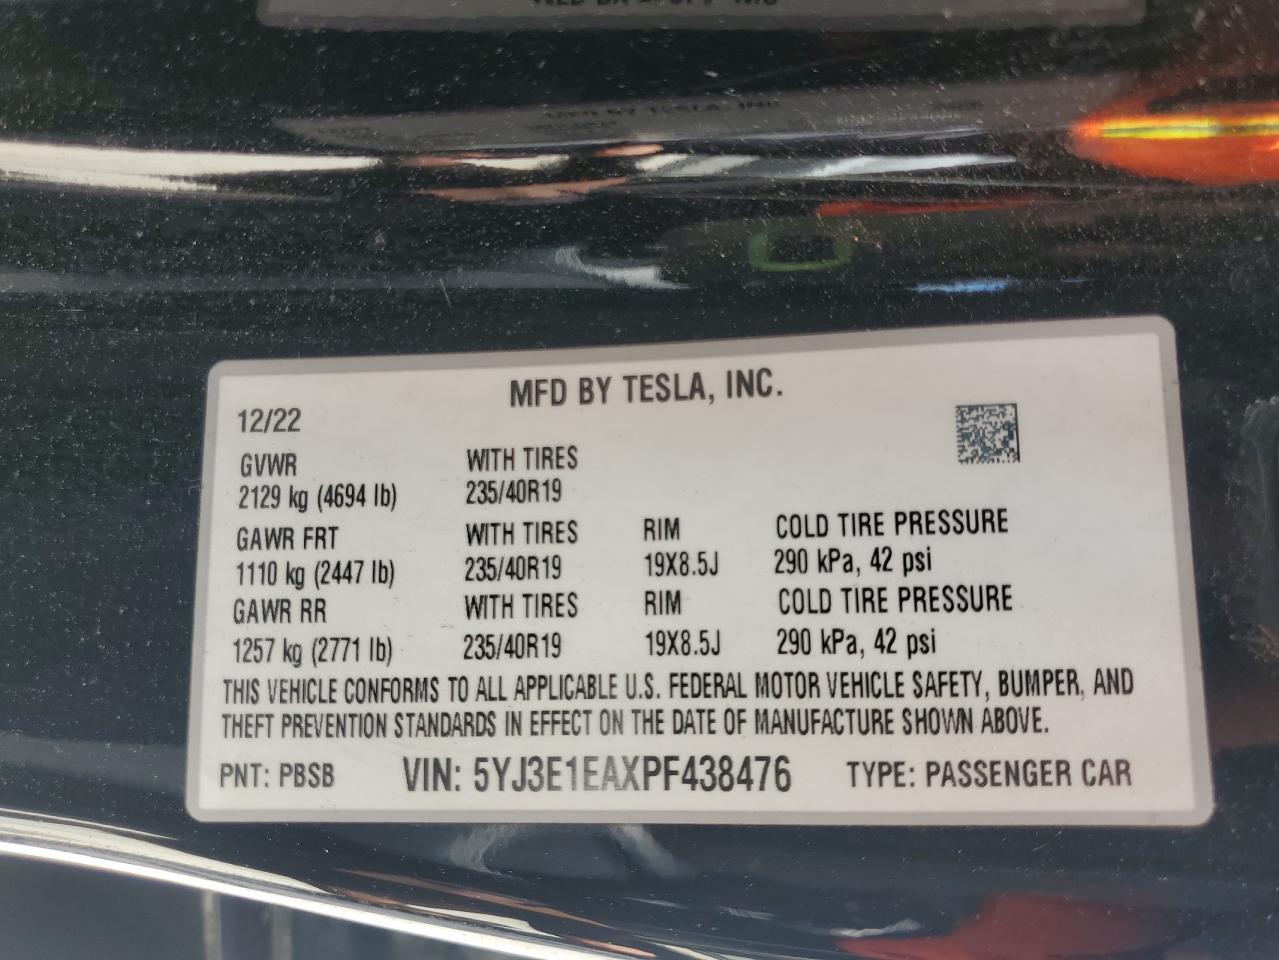 MFD BY TESLA, INC.
12/22
GVWR WITH TIRES
2129 kg (4694 lb) 235/40R19
GAWR FRT WITH TIRES RIM COLD TIRE PRESSURE
1110 kg (2447 lb) 235/40R19 19X8.5J 290 kPa, 42 psi
GAWR RR WITH TIRES RIM COLD TIRE PRESSURE
1257 kg (2771 lb) 235/40R19 19X8.5J 290 kPa, 42 psi
THIS VEHICLE CONFORMS TO ALL APPLICABLE U.S. FEDERAL MOTOR VEHICLE SAFETY, BUMPER, AND
THEFT PREVENTION STANDARDS IN EFFECT ON THE DATE OF MANUFACTURE SHOWN ABOVE.
PNT: PBSB VIN: 5YJ3E1EAXPF438476 TYPE: PASSENGER CAR